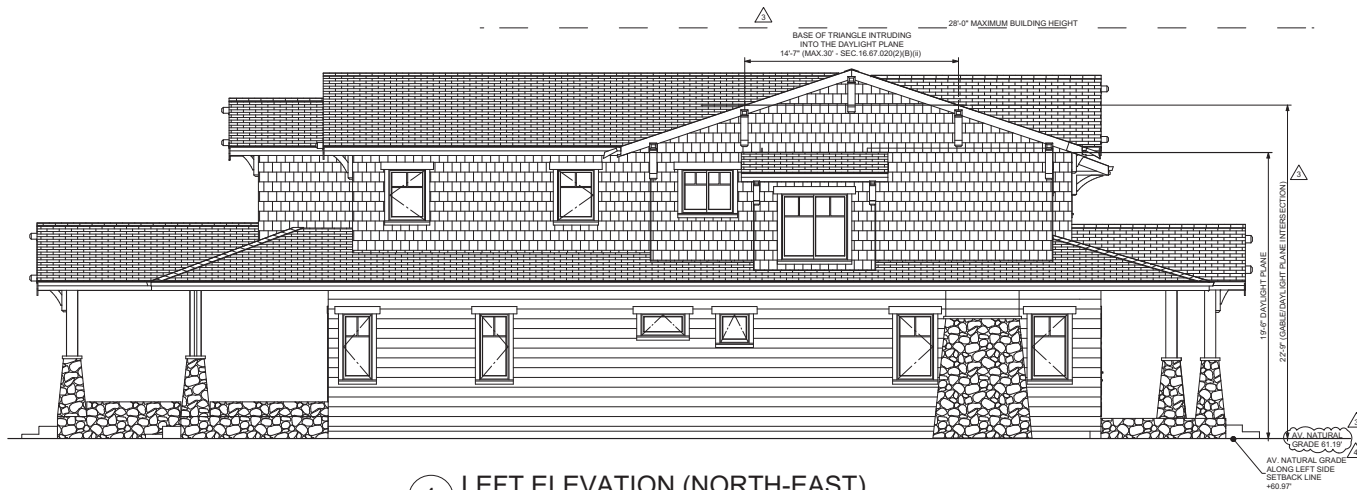 3
28'-0" MAXIMUM BUILDING HEIGHT
BASE OF TRIANGLE INTRUDING
INTO THE DAYLIGHT PLANE
14'-7" (MAX.30' - SEC.16.67.020(2)(B)(ii)
3
19'-6" DAYLIGHT PLANE
22'-9" (GABLE/DAYLIGHT PLANE INTERSECTION)
AV. NATURAL
GRADE 61.19'
4
AV. NATURAL GRADE
ALONG LEFT SIDE
SETBACK LINE
+60.97'
LEFT ELEVATION (NORTH-EAST)